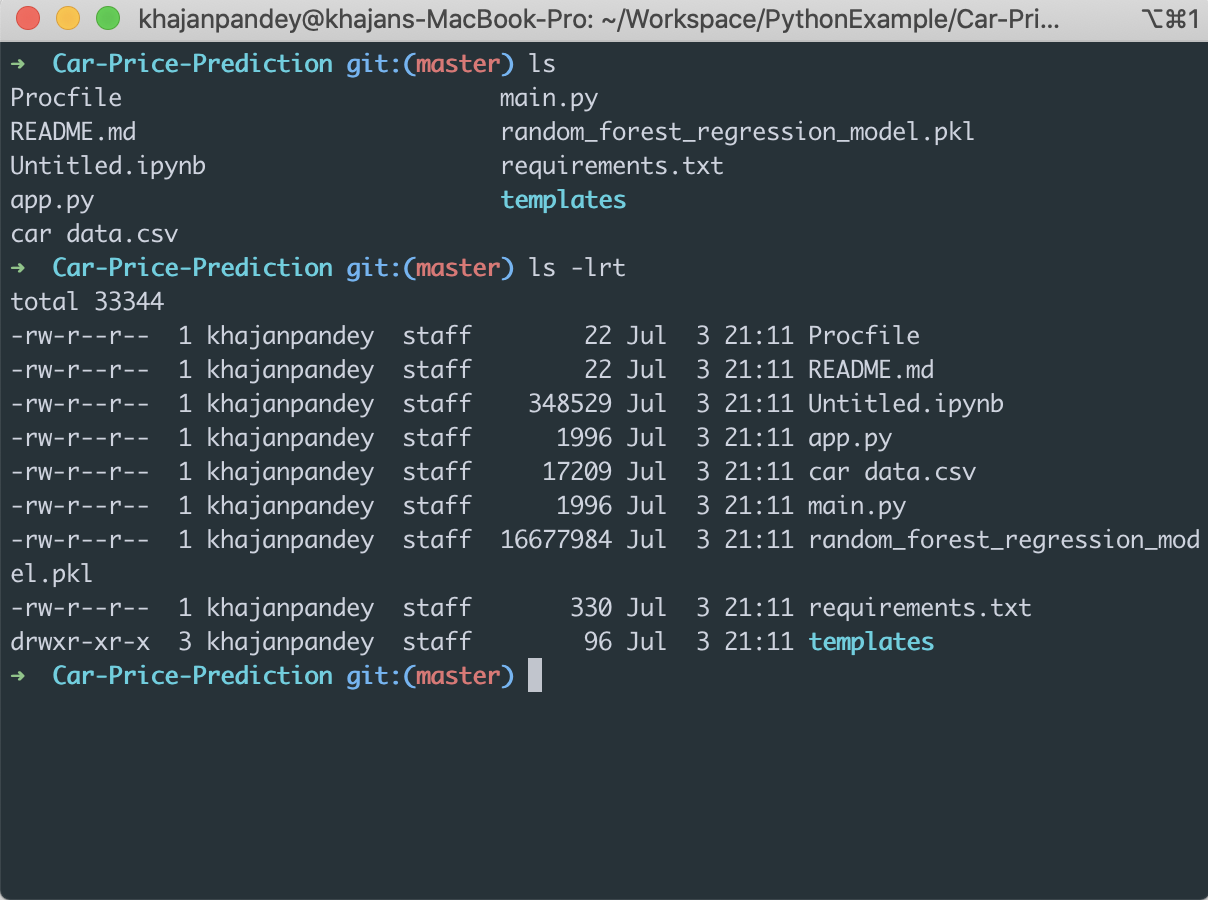 khajanpandey@khajans-MacBook-Pro: ~/Workspace/PythonExample/Car-Pri... ⌥⌘1
➜  Car-Price-Prediction git:(master) ls
Procfile                           main.py
README.md                          random_forest_regression_model.pkl
Untitled.ipynb                     requirements.txt
app.py                             templates
car data.csv
➜  Car-Price-Prediction git:(master) ls -lrt
total 33344
-rw-r--r--  1 khajanpandey  staff        22 Jul  3 21:11 Procfile
-rw-r--r--  1 khajanpandey  staff        22 Jul  3 21:11 README.md
-rw-r--r--  1 khajanpandey  staff    348529 Jul  3 21:11 Untitled.ipynb
-rw-r--r--  1 khajanpandey  staff      1996 Jul  3 21:11 app.py
-rw-r--r--  1 khajanpandey  staff     17209 Jul  3 21:11 car data.csv
-rw-r--r--  1 khajanpandey  staff      1996 Jul  3 21:11 main.py
-rw-r--r--  1 khajanpandey  staff  16677984 Jul  3 21:11 random_forest_regression_mod
el.pkl
-rw-r--r--  1 khajanpandey  staff       330 Jul  3 21:11 requirements.txt
drwxr-xr-x  3 khajanpandey  staff        96 Jul  3 21:11 templates
➜  Car-Price-Prediction git:(master)